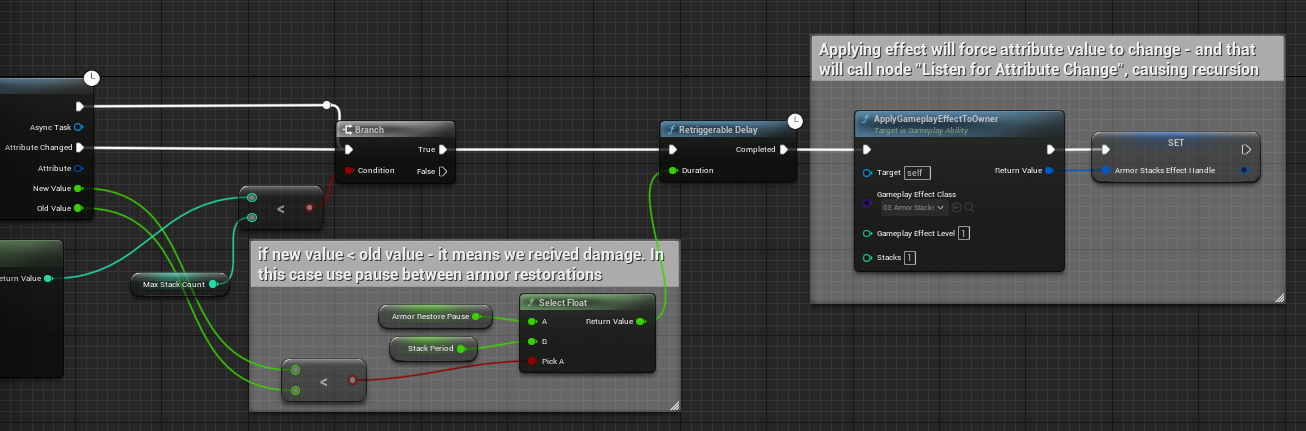 Applying effect will force attribute value to change - and that
will call node "Listen for Attribute Change", causing recursion
Async Task
Attribute Changed
Attribute
New Value
Old Value
Branch
True
Condition
False
<
Retriggerable Delay
Completed
Duration
ApplyGameplayEffectToOwner
Target is Gameplay Ability
Target
self
Return Value
Gameplay Effect Class
GE Armor Stacks
Gameplay Effect Level
1
Stacks
1
SET
Armor Stacks Effect Handle
Return Value
Max Stack Count
if new value < old value - it means we recived damage. In
this case use pause between armor restorations
Select Float
Armor Restore Pause
A
Return Value
Stack Period
B
Pick A
<